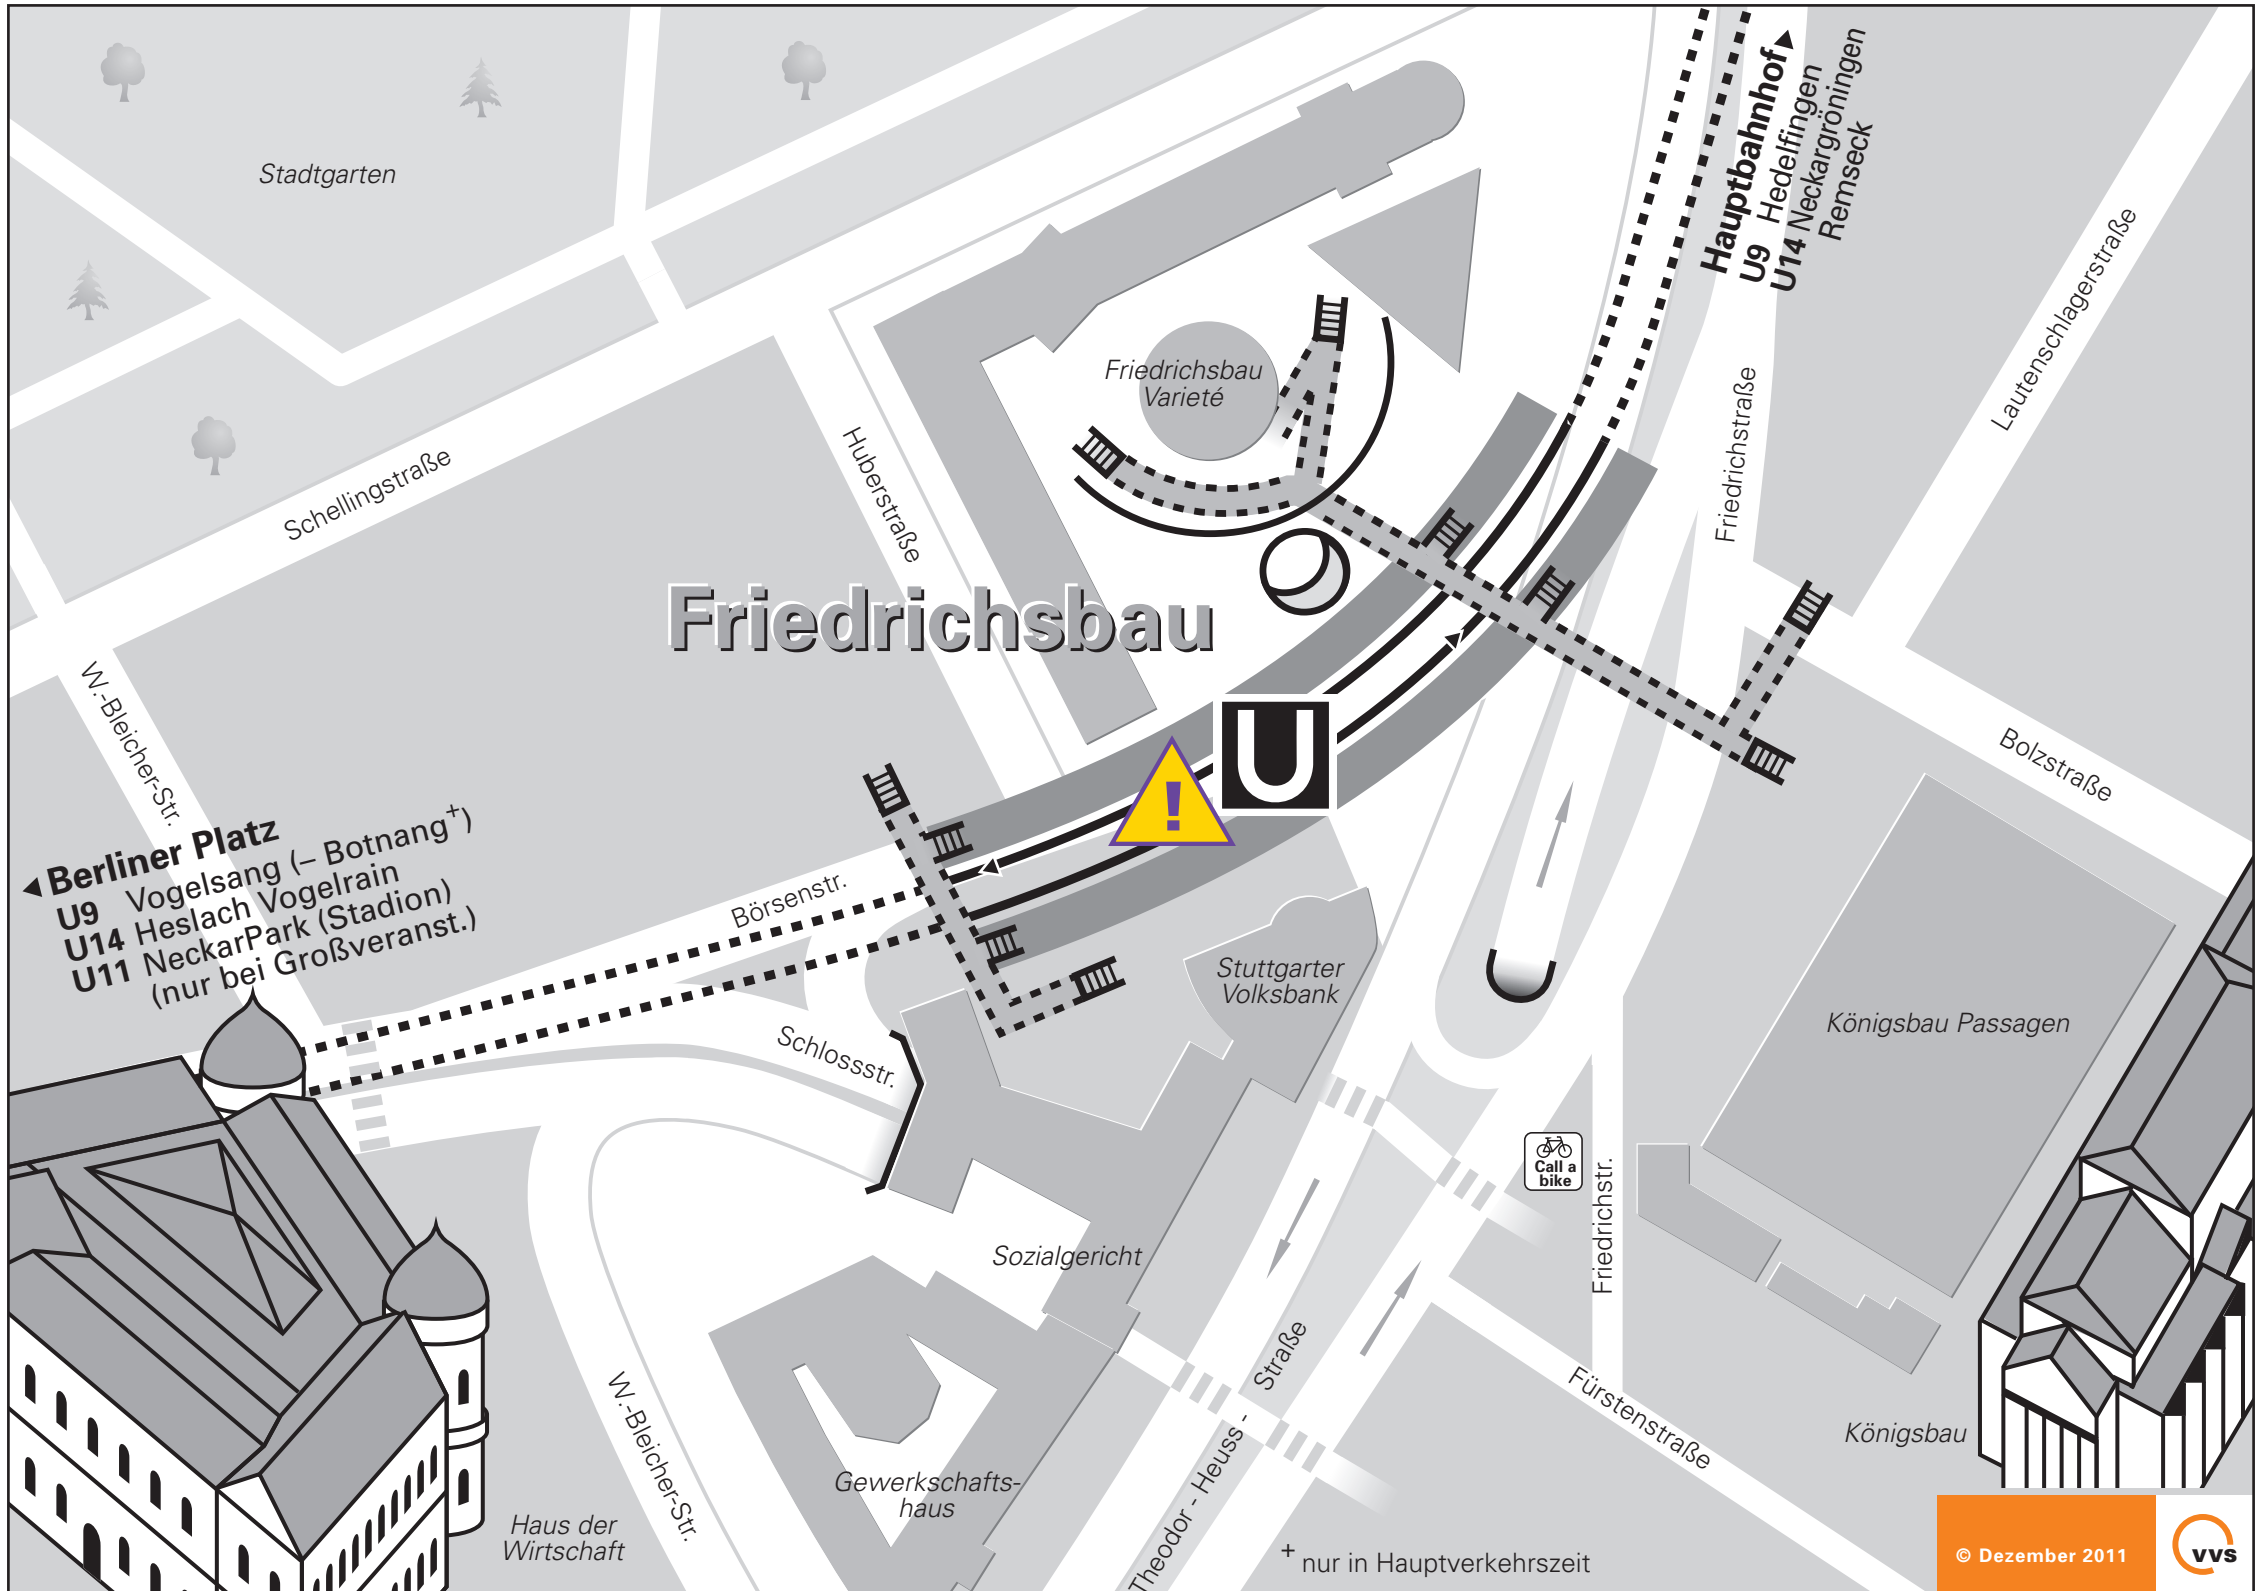 Stadtgarten
Schellingstraße
Huberstraße
Friedrichsbau
Varieté
Hauptbahnhof
U9 Hedelfingen
U14 Neckargröningen
Remseck
Friedrichstraße
Lautenschlagerstraße
Friedrichsbau
U
!
W.-Bleicher-Str.
Bolzstraße
Berliner Platz
U9 Vogelsang (– Botnang+)
U14 Heslach Vogelrain
U11 NeckarPark (Stadion)
(nur bei Großveranst.)
Börsenstr.
Schlossstr.
Stuttgarter
Volksbank
Königsbau Passagen
Call a
bike
Friedrichstr.
Sozialgericht
Theodor - Heuss - Straße
Fürstenstraße
Königsbau
W.-Bleicher-Str.
Gewerkschafts-
haus
Haus der
Wirtschaft
+ nur in Hauptverkehrszeit
© Dezember 2011
vvs